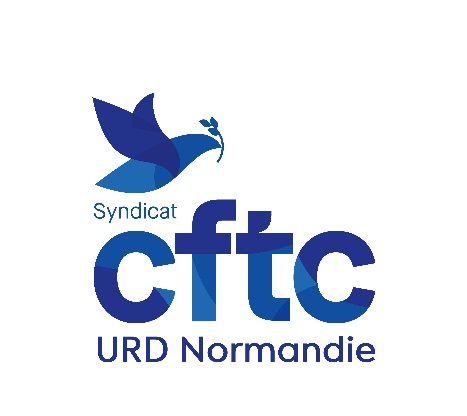 Syndicat
cftc
URD Normandie